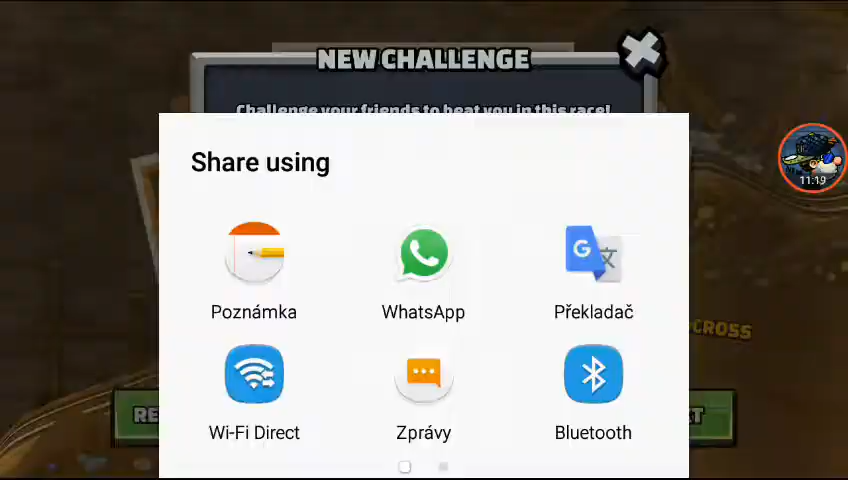 NEW CHALLENGE
Challenge your friends to beat you in this race!
11:19
Share using
Poznámka
WhatsApp
Překladač
CROSS
Wi-Fi Direct
Zprávy
Bluetooth